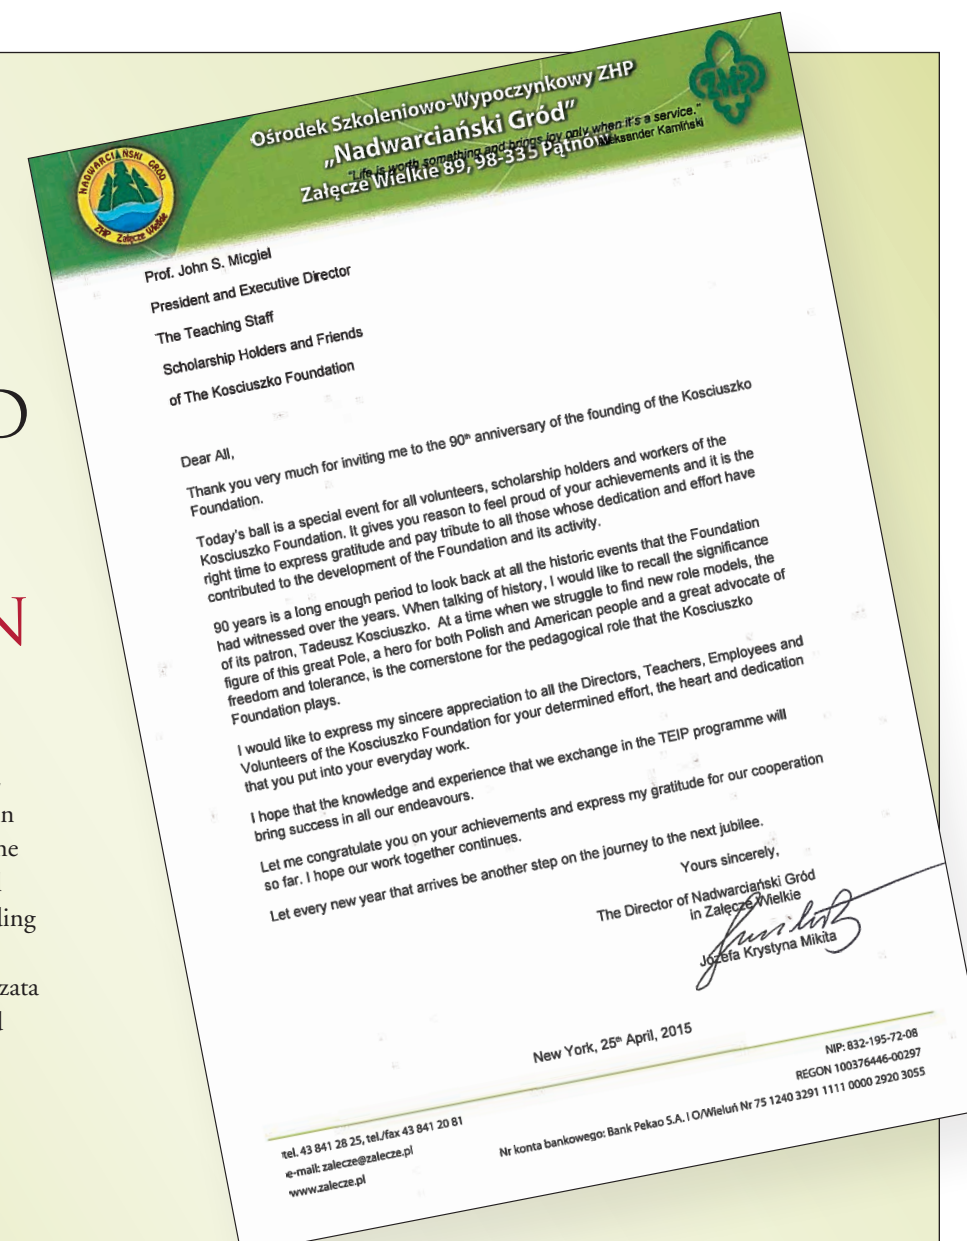 Ośrodek Szkoleniowo-Wypoczynkowy ZHP
„Nadwarciański Gród”
"Life is worth something and brings joy only when it's a service."
Aleksander Kamiński
Załęcze Wielkie 89, 98-335 Pątnów
NADWARCIAŃSKI GRÓD
ZHP Załęcze Wielkie
ZHP
Prof. John S. Micgiel
President and Executive Director
The Teaching Staff
Scholarship Holders and Friends
of The Kosciuszko Foundation
Dear All,
Thank you very much for inviting me to the 90th anniversary of the founding of the Kosciuszko
Foundation.
Today's ball is a special event for all volunteers, scholarship holders and workers of the
Kosciuszko Foundation. It gives you reason to feel proud of your achievements and it is the
right time to express gratitude and pay tribute to all those whose dedication and effort have
contributed to the development of the Foundation and its activity.
90 years is a long enough period to look back at all the historic events that the Foundation
had witnessed over the years. When talking of history, I would like to recall the significance
of its patron, Tadeusz Kosciuszko. At a time when we struggle to find new role models, the
figure of this great Pole, a hero for both Polish and American people and a great advocate of
freedom and tolerance, is the cornerstone for the pedagogical role that the Kosciuszko
Foundation plays.
I would like to express my sincere appreciation to all the Directors, Teachers, Employees and
Volunteers of the Kosciuszko Foundation for your determined effort, the heart and dedication
that you put into your everyday work.
I hope that the knowledge and experience that we exchange in the TEIP programme will
bring success in all our endeavours.
Let me congratulate you on your achievements and express my gratitude for our cooperation
so far. I hope our work together continues.
Let every new year that arrives be another step on the journey to the next jubilee.
Yours sincerely,
The Director of Nadwarciański Gród
in Załęcze Wielkie
Józefa Krystyna Mikita
New York, 25th April, 2015
NIP: 832-195-72-08
REGON 100376446-00297
Nr konta bankowego: Bank Pekao S.A. I O/Wieluń Nr 75 1240 3291 1111 0000 2920 3055
tel. 43 841 28 25, tel./fax 43 841 20 81
e-mail: zalecze@zalecze.pl
www.zalecze.pl
D
N
n
ne
ling
zata